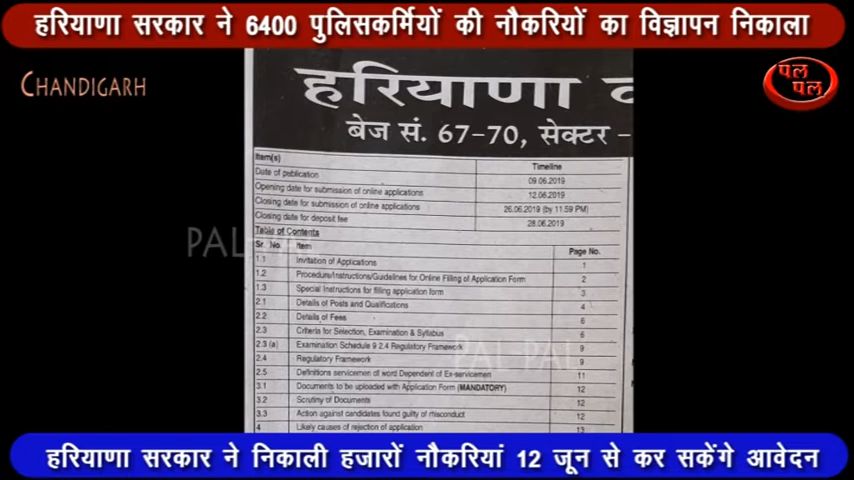 हरियाणा सरकार ने 6400 पुलिसकर्मियों की नौकरियों का विज्ञापन निकाला
CHANDIGARH
पल
पल
हरियाणा
बेज सं. 67-70, सेक्टर -
Item(s) Timeline
Date of publication 09.06.2019
Opening date for submission of online applications 12.06.2019
Closing date for submission of online applications 26.06.2019 (by 11:59 PM)
Closing date for deposit fee 28.06.2019
Table of Contents
Sr. No. Item Page No.
1.1 Invitation of Applications 1
1.2 Procedure/Instructions/Guidelines for Online Filling of Application Form 2
1.3 Special Instructions for filling application form 3
2.1 Details of Posts and Qualifications 4
2.2 Details of Fees 6
2.3 Criteria for Selection, Examination & Syllabus 6
2.3 (a) Examination Schedule 9 2.4 Regulatory Framework 9
2.4 Regulatory Framework 9
2.5 Definitions servicemen of word Dependent of Ex-servicemen 11
3.1 Documents to be uploaded with Application Form (MANDATORY) 12
3.2 Scrutiny of Documents 12
3.3 Action against candidates found guilty of misconduct 12
4 Likely causes of rejection of application 13
PAL-PAL
PAL-PAL
हरियाणा सरकार ने निकाली हजारों नौकरियां 12 जून से कर सकेंगे आवेदन